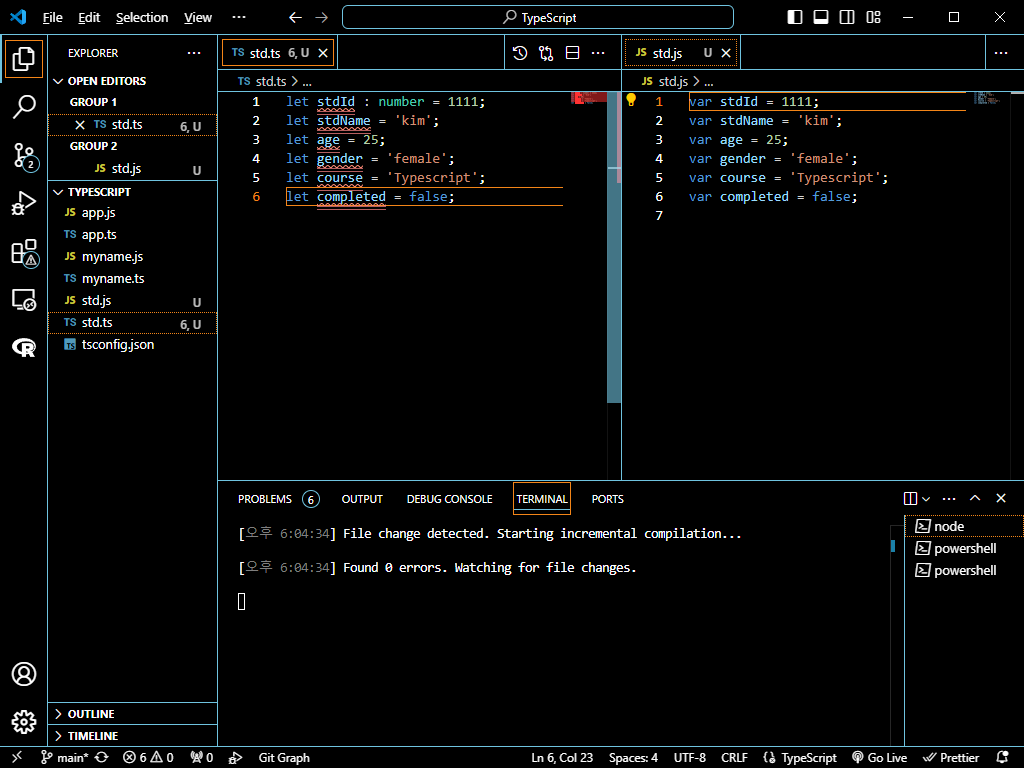 File Edit Selection View ··· TypeScript
EXPLORER ···
OPEN EDITORS
GROUP 1
TS std.ts 6, U
GROUP 2
JS std.js U
TYPESCRIPT
JS app.js
TS app.ts
JS myname.js
TS myname.ts
JS std.js U
TS std.ts 6, U
TS tsconfig.json
OUTLINE
TIMELINE
2
TS std.ts 6, U
TS std.ts > ...
1 let stdId : number = 1111;
2 let stdName = 'kim';
3 let age = 25;
4 let gender = 'female';
5 let course = 'Typescript';
6 let completed = false;
JS std.js U
JS std.js > ...
1 var stdId = 1111;
2 var stdName = 'kim';
3 var age = 25;
4 var gender = 'female';
5 var course = 'Typescript';
6 var completed = false;
7
PROBLEMS 6 OUTPUT DEBUG CONSOLE TERMINAL PORTS
[오후 6:04:34] File change detected. Starting incremental compilation...
[오후 6:04:34] Found 0 errors. Watching for file changes.
node
powershell
powershell
main* 6 0 0 Git Graph Ln 6, Col 23 Spaces: 4 UTF-8 CRLF {} TypeScript Go Live Prettier